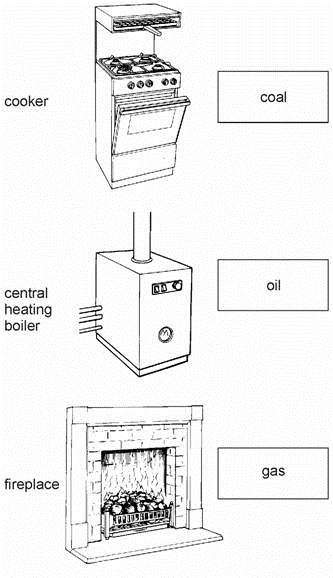 cooker
coal
central
heating
boiler
oil
fireplace
gas